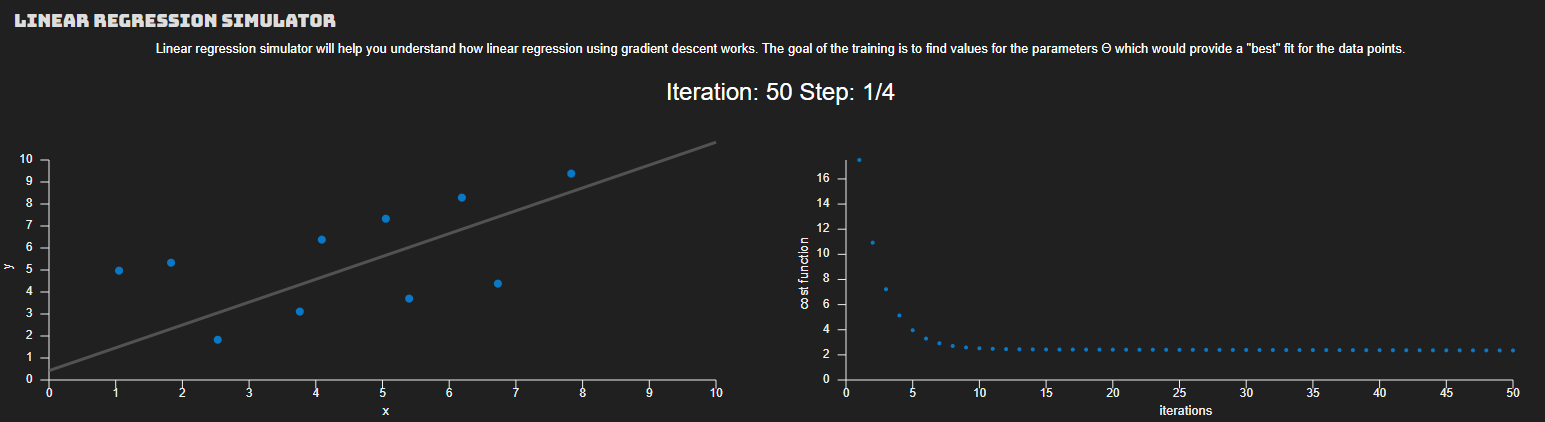 LINEAR REGRESSION SIMULATOR
Linear regression simulator will help you understand how linear regression using gradient descent works. The goal of the training is to find values for the parameters Θ which would provide a "best" fit for the data points.
Iteration: 50 Step: 1/4
10
9
8
7
6
5
4
3
2
1
0
y
0 1 2 3 4 5 6 7 8 9 10
x
16
14
12
10
8
6
4
2
0
cost function
0 5 10 15 20 25 30 35 40 45 50
iterations